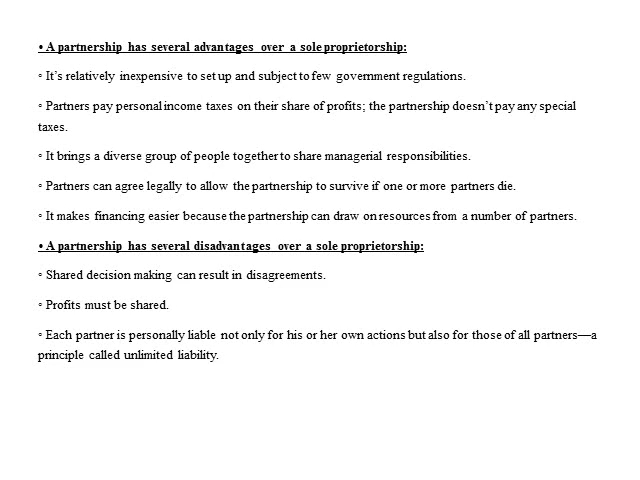 • A partnership has several advantages over a sole proprietorship:
◦ It's relatively inexpensive to set up and subject to few government regulations.
◦ Partners pay personal income taxes on their share of profits; the partnership doesn't pay any special
taxes.
◦ It brings a diverse group of people together to share managerial responsibilities.
◦ Partners can agree legally to allow the partnership to survive if one or more partners die.
◦ It makes financing easier because the partnership can draw on resources from a number of partners.
• A partnership has several disadvantages over a sole proprietorship:
◦ Shared decision making can result in disagreements.
◦ Profits must be shared.
◦ Each partner is personally liable not only for his or her own actions but also for those of all partners—a
principle called unlimited liability.